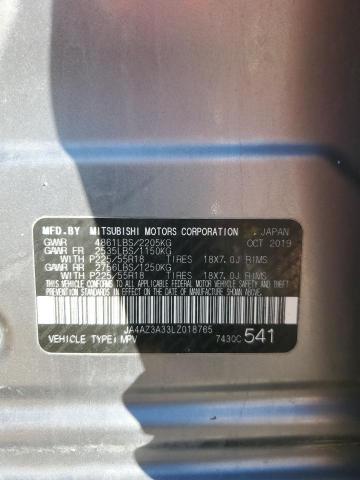 MFD.BY MITSUBISHI MOTORS CORPORATION JAPAN
GVWR 4861LBS/2205KG OCT 2019
GAWR FR 2535LBS/1150KG
WITH P225/55R18 TIRES 18X7.0J RIMS
GAWR RR 2756LBS/1250KG
WITH P225/55R18 TIRES 18X7.0J RIMS
THIS VEHICLE CONFORMS TO ALL APPLICABLE FEDERAL
MOTOR VEHICLE SAFETY, BUMPER AND THEFT PREVENTION
STANDARDS IN EFFECT ON THE DATE OF MANUFACTURE
SHOWN ABOVE.
JA4AZ3A33LZ018765
VEHICLE TYPE: MPV 7430C 541